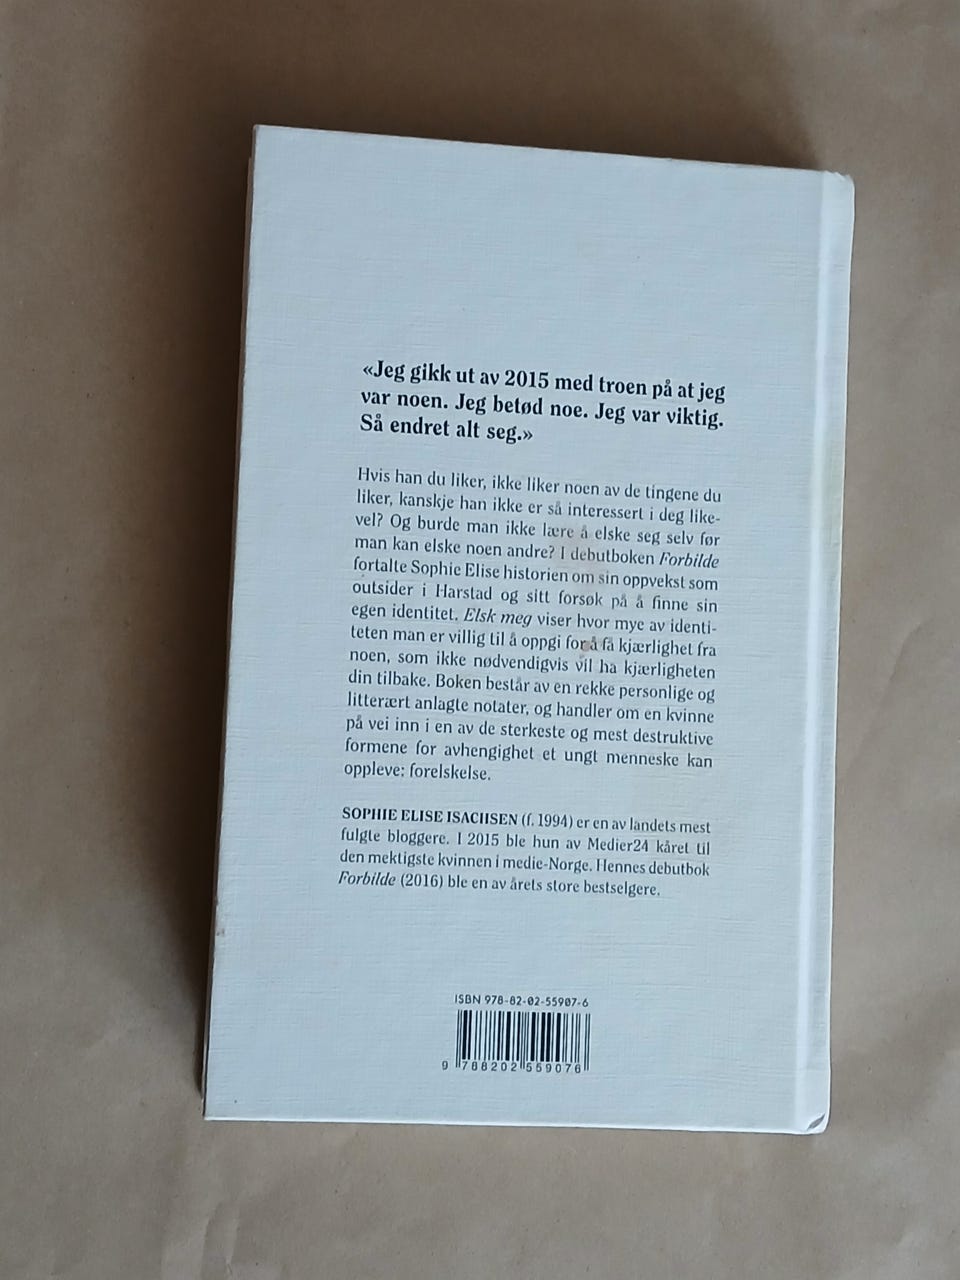 «Jeg gikk ut av 2015 med troen på at jeg
var noen. Jeg betød noe. Jeg var viktig.
Så endret alt seg.»
Hvis han du liker, ikke liker noen av de tingene du
liker, kanskje han ikke er så interessert i deg like-
vel? Og burde man ikke lære å elske seg selv før
man kan elske noen andre? I debutboken Forbilde
fortalte Sophie Elise historien om sin oppvekst som
outsider i Harstad og sitt forsøk på å finne sin
egen identitet. Elsk meg viser hvor mye av identi-
teten man er villig til å oppgi for å få kjærlighet fra
noen, som ikke nødvendigvis vil ha kjærligheten
din tilbake. Boken består av en rekke personlige og
litterært anlagte notater, og handler om en kvinne
på vei inn i en av de sterkeste og mest destruktive
formene for avhengighet et ungt menneske kan
oppleve: forelskelse.
SOPHIE ELISE ISACHSEN (f. 1994) er en av landets mest
fulgte bloggere. I 2015 ble hun av Medier24 kåret til
den mektigste kvinnen i medie-Norge. Hennes debutbok
Forbilde (2016) ble en av årets store bestselgere.
ISBN 978-82-02-55907-6
9 788202 559076